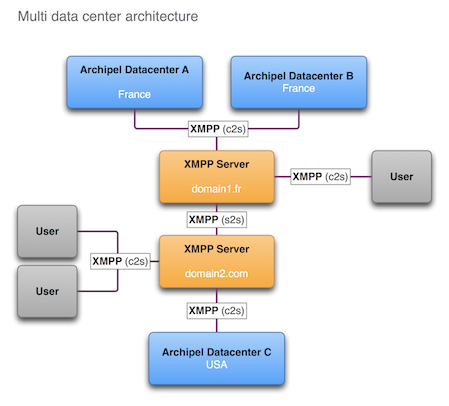 Multi data center architecture
Archipel Datacenter A
France
Archipel Datacenter B
France
XMPP (c2s)
XMPP Server
domain1.fr
XMPP (c2s)
User
XMPP (s2s)
User
User
XMPP (c2s)
XMPP Server
domain2.com
XMPP (c2s)
Archipel Datacenter C
USA